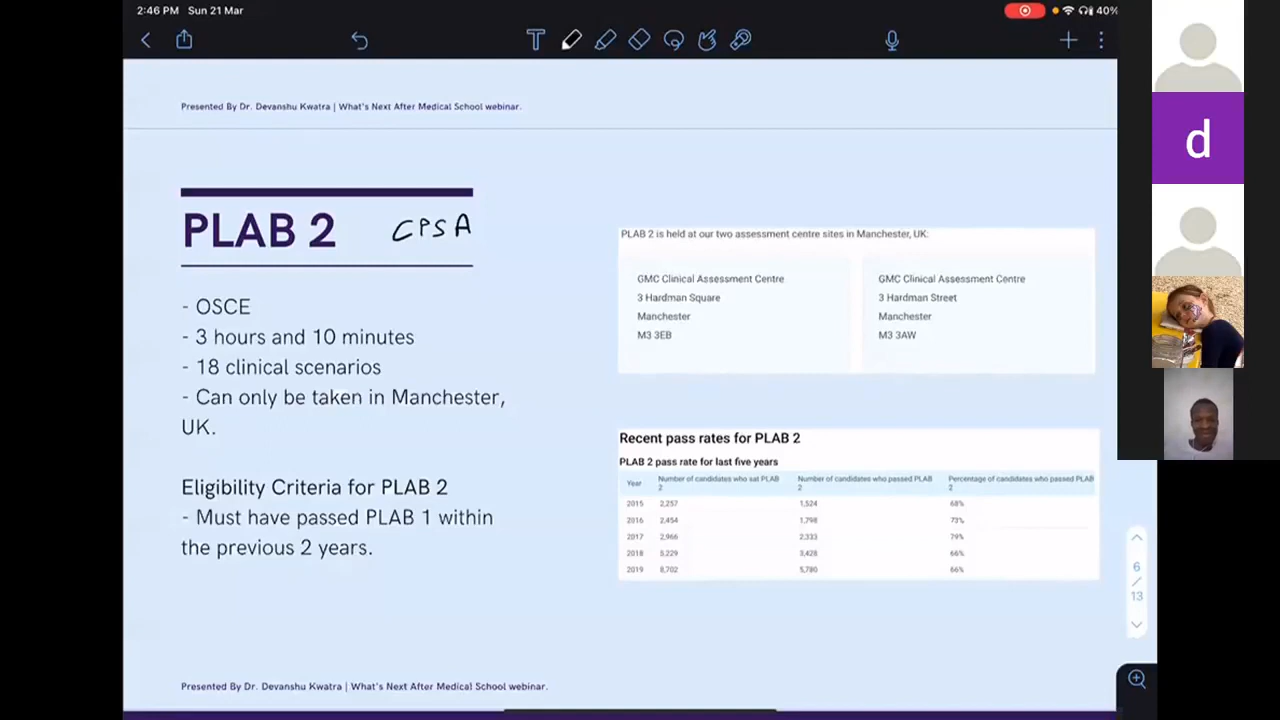 2:46 PM Sun 21 Mar
40%
Presented By Dr. Devanshu Kwatra | What's Next After Medical School webinar.
PLAB 2 CPSA
- OSCE
- 3 hours and 10 minutes
- 18 clinical scenarios
- Can only be taken in Manchester,
UK.
Eligibility Criteria for PLAB 2
- Must have passed PLAB 1 within
the previous 2 years.
PLAB 2 is held at our two assessment centre sites in Manchester, UK:
GMC Clinical Assessment Centre
3 Hardman Square
Manchester
M3 3EB
GMC Clinical Assessment Centre
3 Hardman Street
Manchester
M3 3AW
Recent pass rates for PLAB 2
PLAB 2 pass rate for last five years
Year Number of candidates who sat PLAB 2 Number of candidates who passed PLAB 2 Percentage of candidates who passed PLAB 2
2015 2,257 1,524 68%
2016 2,454 1,798 73%
2017 2,966 2,333 79%
2018 5,229 3,428 66%
2019 8,702 5,780 66%
6
/
13
d
Presented By Dr. Devanshu Kwatra | What's Next After Medical School webinar.